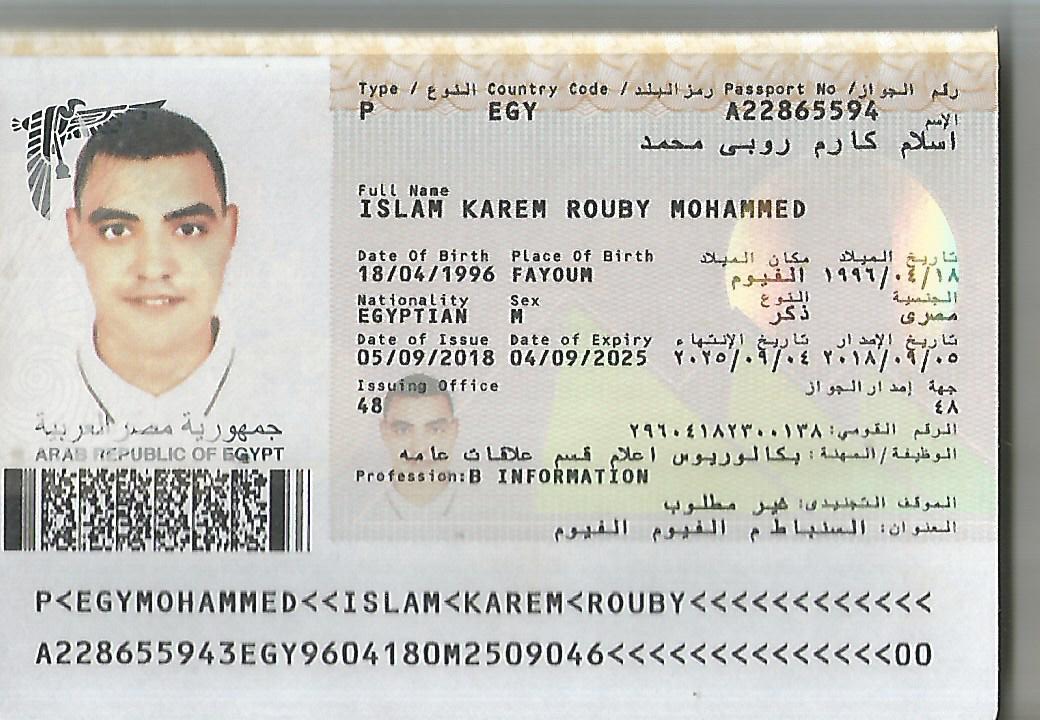 Type / النوع Country Code / رمز البلد Passport No / رقم الجواز
P EGY A22865594
الإسم
اسلام كارم روبى محمد
Full Name
ISLAM KAREM ROUBY MOHAMMED
Date Of Birth Place Of Birth مكان الميلاد تاريخ الميلاد
18/04/1996 FAYOUM الفيوم ١٩٩٦/٠٤/١٨
Nationality Sex النوع الجنسية
EGYPTIAN M ذكر مصرى
Date of Issue Date of Expiry تاريخ الإنتهاء تاريخ الإصدار
05/09/2018 04/09/2025 ٢٠٢٥/٠٩/٠٤ ٢٠١٨/٠٩/٠٥
Issuing Office جهة إصدار الجواز
48 ٤٨
الرقم القومى: ٢٩٦٠٤١٨٢٣٠٠١٣٨
الوظيفة/المهنة: بكالوريوس اعلام قسم علاقات عامه
Profession:B INFORMATION
الموقف التجنيدى: غير مطلوب
العنوان: السنباط م الفيوم الفيوم
جمهورية مصر العربية
ARAB REPUBLIC OF EGYPT
P<EGYMOHAMMED<<ISLAM<KAREM<ROUBY<<<<<<<<<<<<
A228655943EGY9604180M2509046<<<<<<<<<<<<<<00